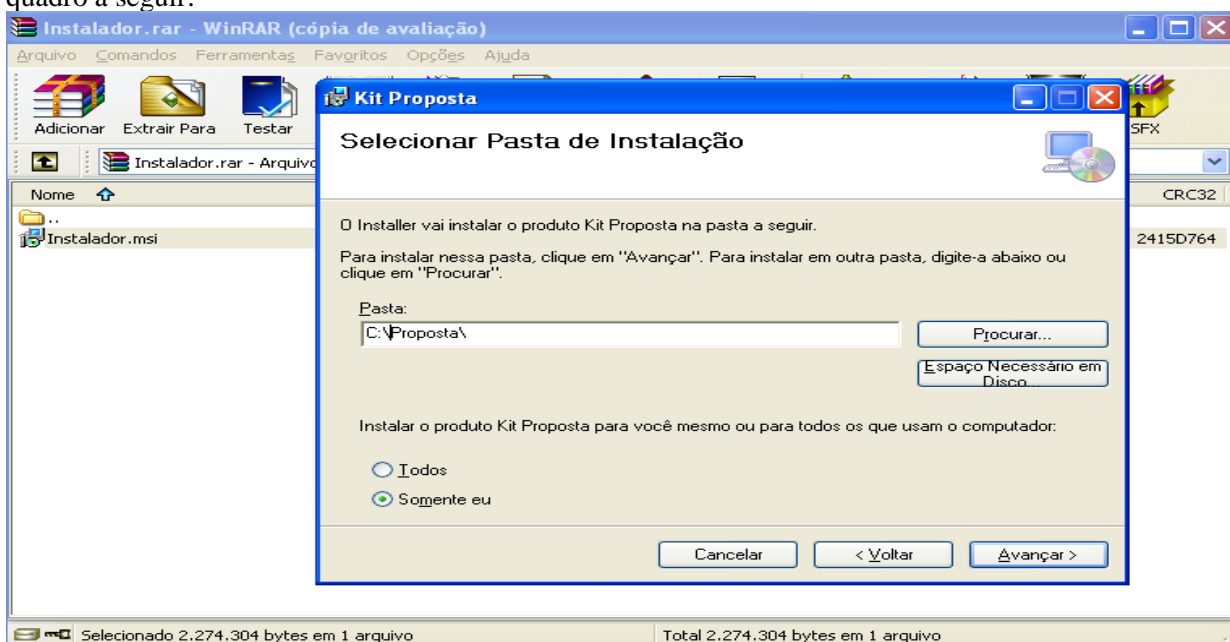 quadro a seguir:
Instalador.rar - WinRAR (cópia de avaliação)
Arquivo Comandos Ferramentas Favoritos Opções Ajuda
Adicionar Extrair Para Testar SFX
Instalador.rar - Arquivo
Nome CRC32
..
Instalador.msi 2415D764
Kit Proposta
Selecionar Pasta de Instalação
O Installer vai instalar o produto Kit Proposta na pasta a seguir.
Para instalar nessa pasta, clique em "Avançar". Para instalar em outra pasta, digite-a abaixo ou
clique em "Procurar".
Pasta:
C:\Proposta\
Procurar...
Espaço Necessário em
Disco...
Instalar o produto Kit Proposta para você mesmo ou para todos os que usam o computador:
Todos
Somente eu
Cancelar < Voltar Avançar >
Selecionado 2.274.304 bytes em 1 arquivo Total 2.274.304 bytes em 1 arquivo